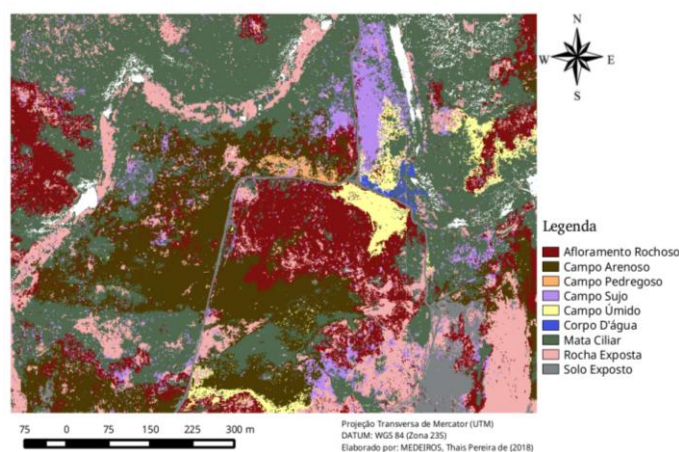 N
W E
S
Legenda
Afloramento Rochoso
Campo Arenoso
Campo Pedregoso
Campo Sujo
Campo Úmido
Corpo D'água
Mata Ciliar
Rocha Exposta
Solo Exposto
75 0 75 150 225 300 m
Projeção Transversa de Mercator (UTM)
DATUM: WGS 84 (Zona 23S)
Elaborado por: MEDEIROS, Thais Pereira de (2018)